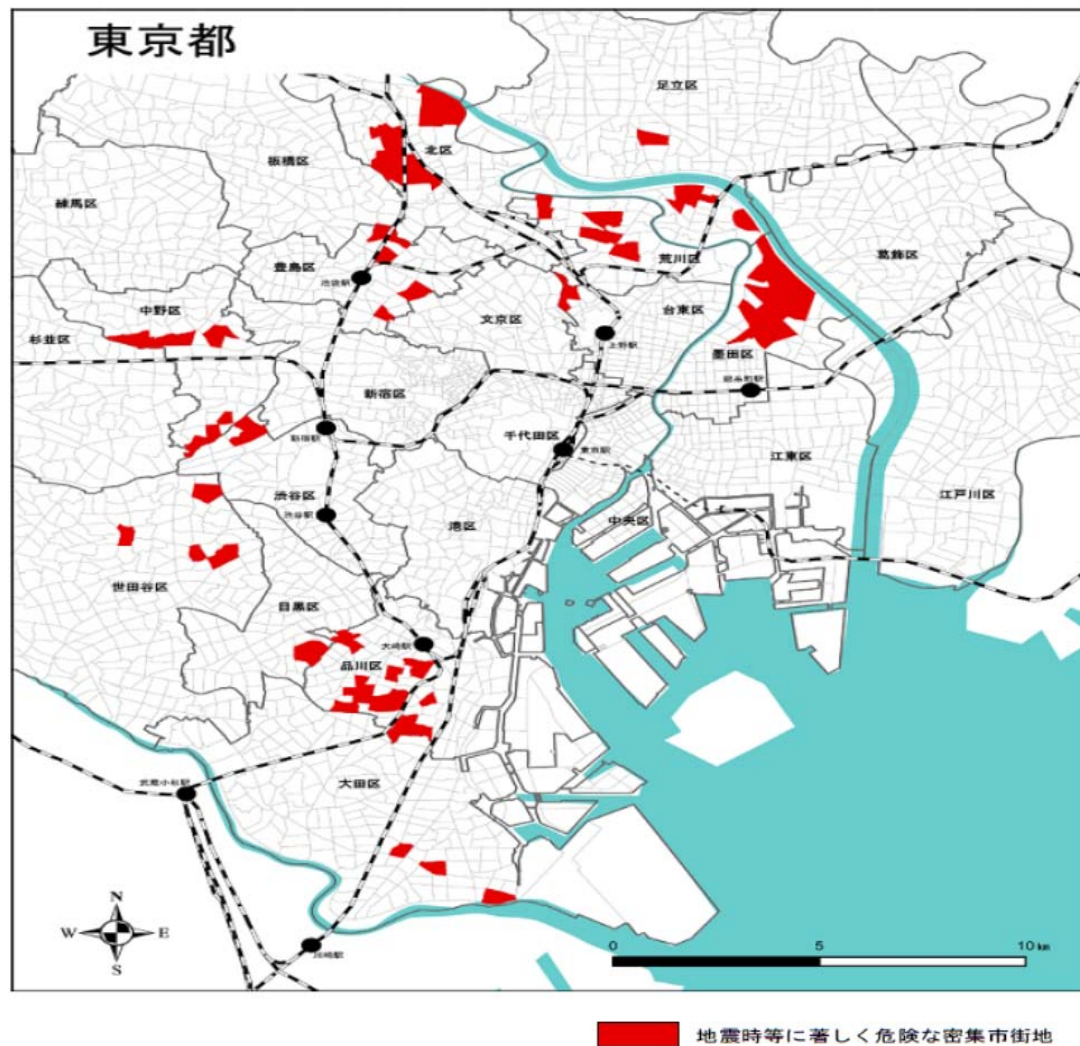 東京都
足立区
北区
板橋区
練馬区
葛飾区
荒川区
豊島区
池袋駅
中野区
文京区
台東区
杉並区
上野駅
墨田区
錦糸町駅
新宿区
新宿駅
千代田区
東京駅
江東区
江戸川区
渋谷区
渋谷駅
港区
中央区
世田谷区
目黒区
大崎駅
品川区
大田区
武蔵小杉駅
川崎駅
N
W E
S
0 5 10 km
地震時等に著しく危険な密集市街地